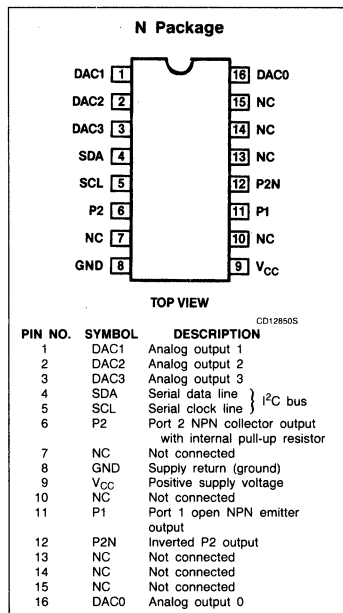 N Package
DAC1 1 16 DAC0
DAC2 2 15 NC
DAC3 3 14 NC
SDA 4 13 NC
SCL 5 12 P2N
P2 6 11 P1
NC 7 10 NC
GND 8 9 VCC
TOP VIEW
CD12850S
PIN NO. SYMBOL DESCRIPTION
1 DAC1 Analog output 1
2 DAC2 Analog output 2
3 DAC3 Analog output 3
4 SDA Serial data line } I²C bus
5 SCL Serial clock line
6 P2 Port 2 NPN collector output
with internal pull-up resistor
7 NC Not connected
8 GND Supply return (ground)
9 VCC Positive supply voltage
10 NC Not connected
11 P1 Port 1 open NPN emitter
output
12 P2N Inverted P2 output
13 NC Not connected
14 NC Not connected
15 NC Not connected
16 DAC0 Analog output 0